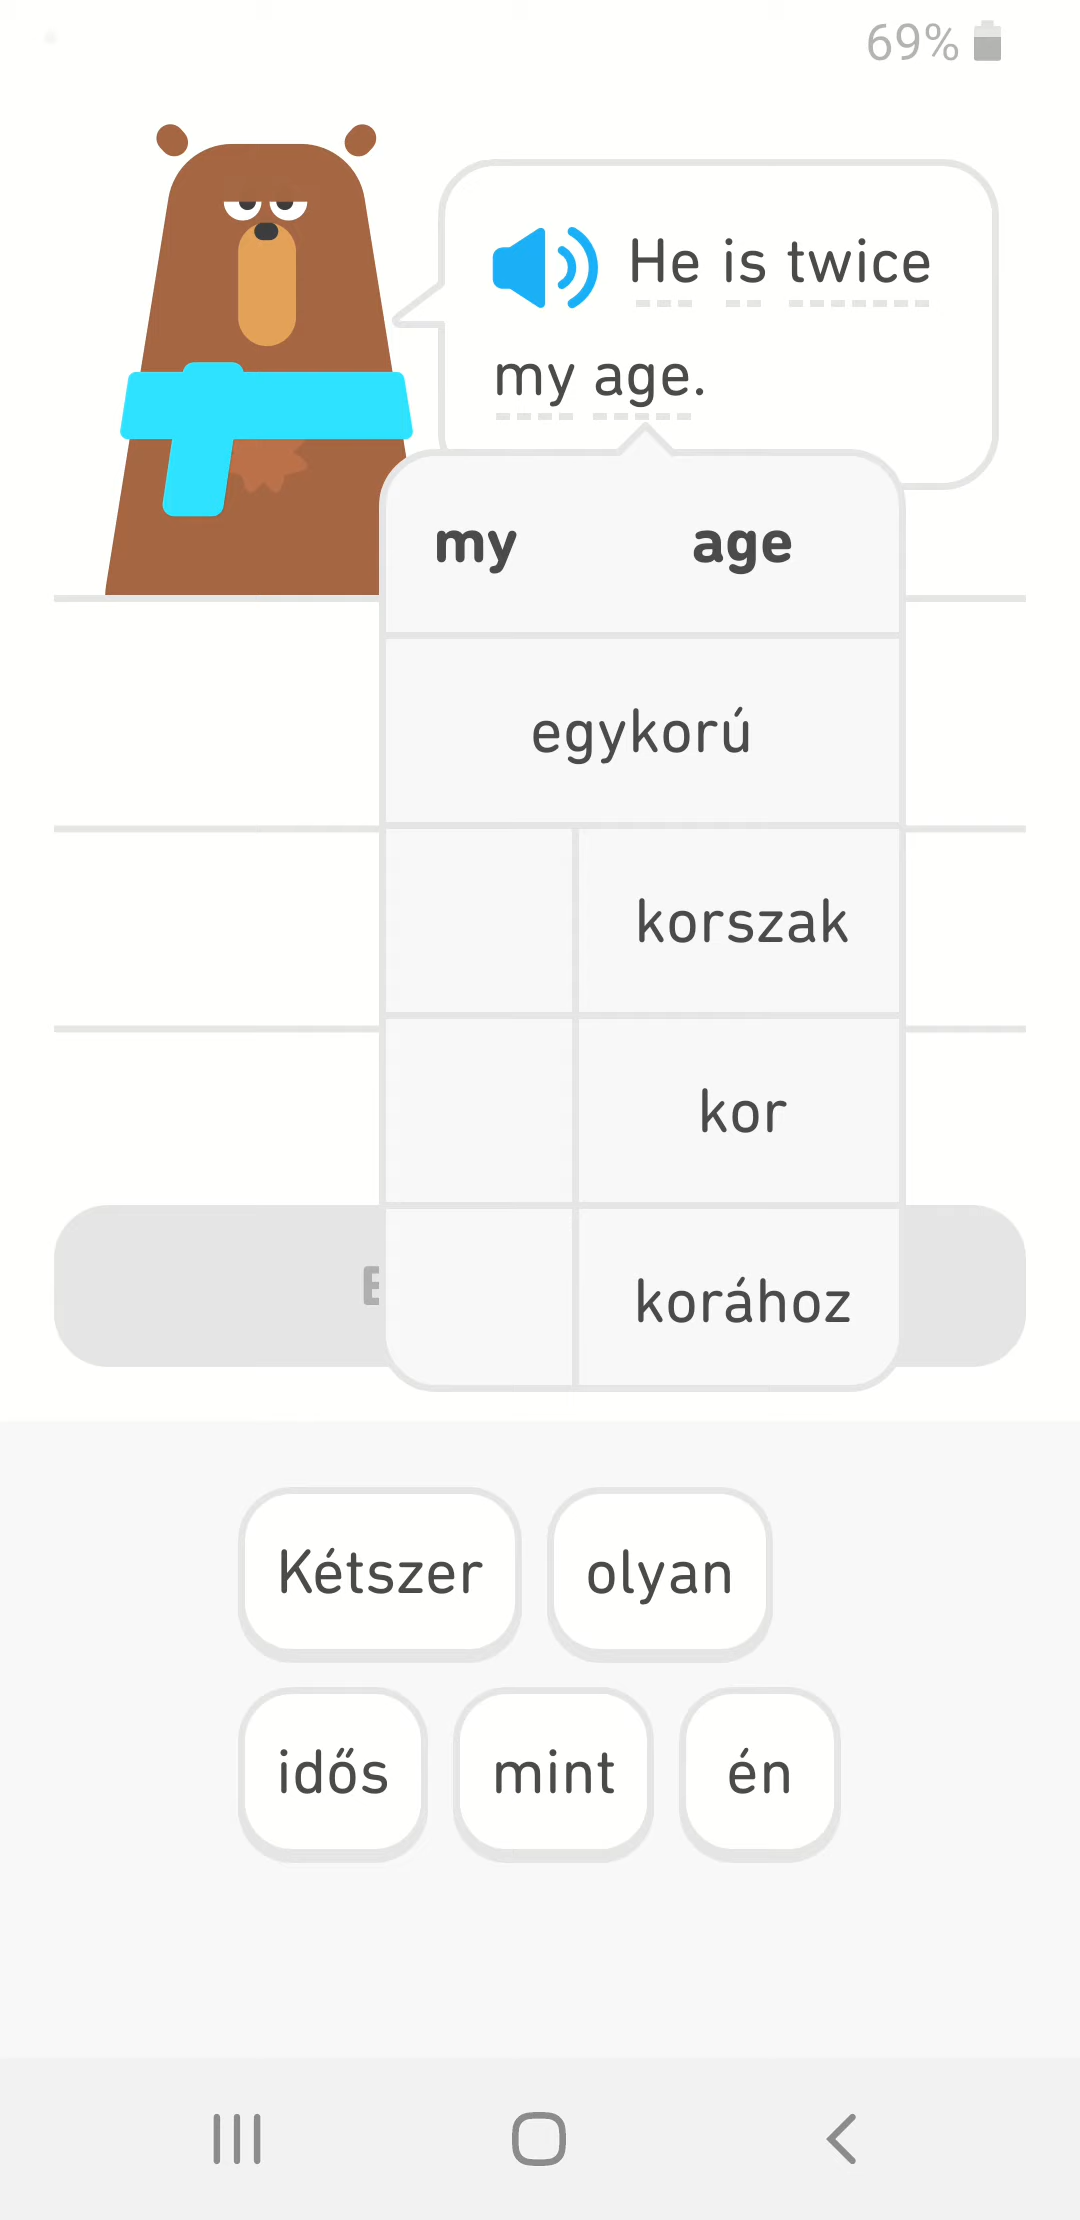 69%
He is twice
my age.
my age
egykorú
korszak
kor
korához
Kétszer olyan
idős mint én